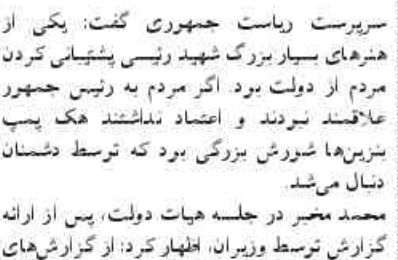 سرپرست ریاست جمهوری گفت: یکی از
هنرهای بسیار بزرگ شهید رئیسی پشتیبانی کردن
مردم از دولت بود. اگر مردم به رئیس جمهور
علاقمند نبودند و اعتماد نداشتند هک پمپ
بنزین‌ها شورش بزرگی بود که توسط دشمنان
دنبال می‌شد.
محمد مخبر در جلسه هیات دولت، پس از ارائه
گزارش توسط وزیران، اظهار کرد: از گزارش‌های